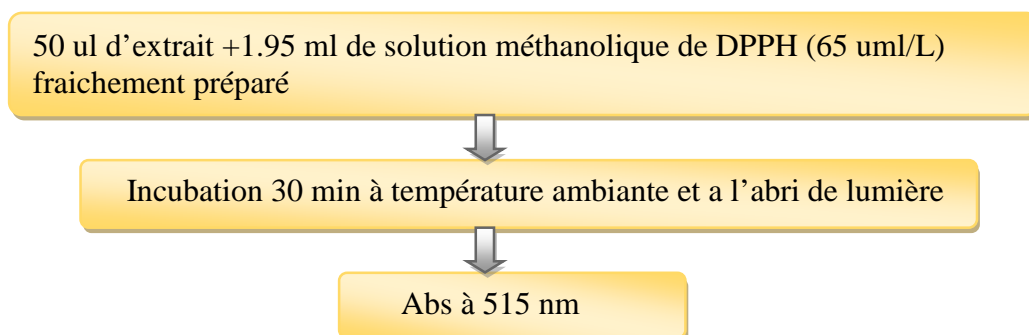 50 ul d’extrait +1.95 ml de solution méthanolique de DPPH (65 uml/L)
fraichement préparé
Incubation 30 min à température ambiante et a l’abri de lumière
Abs à 515 nm